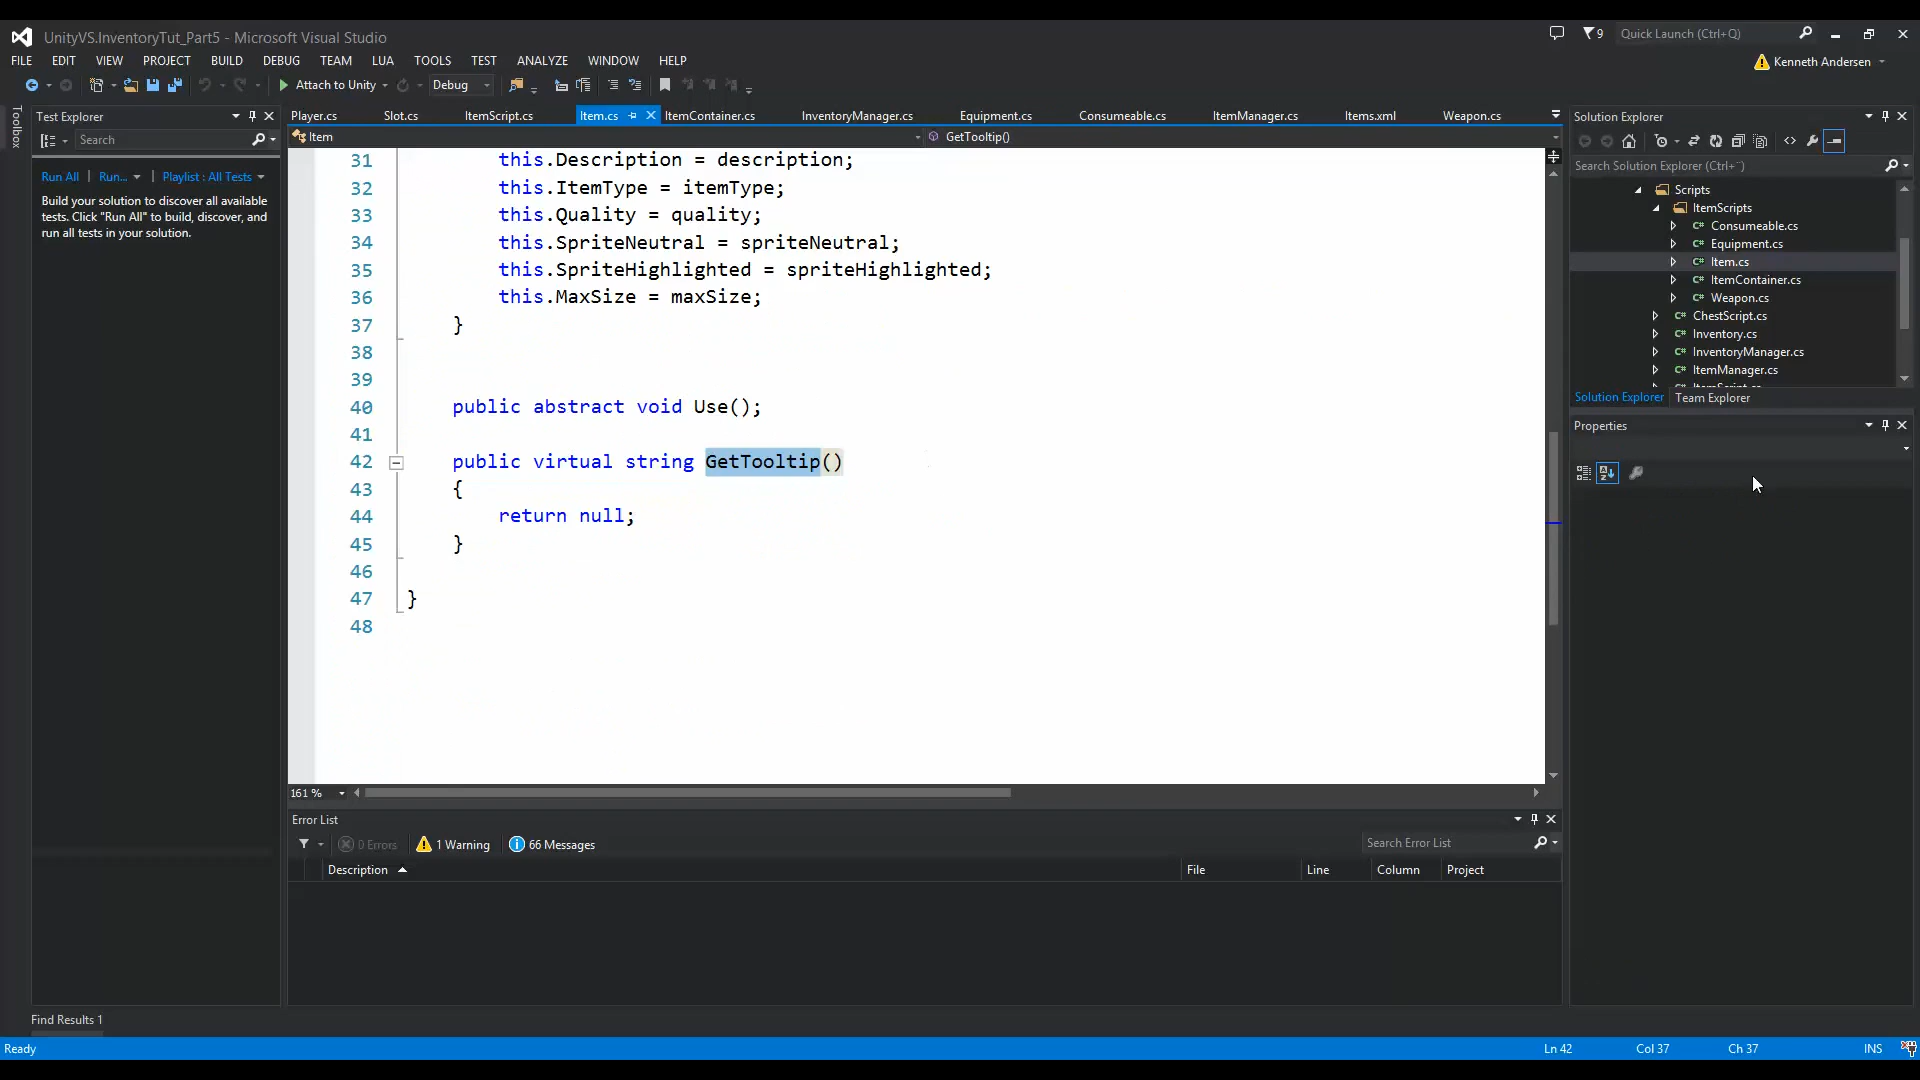 UnityVS.InventoryTut_Part5 - Microsoft Visual Studio
9
Quick Launch (Ctrl+Q)
FILE EDIT VIEW PROJECT BUILD DEBUG TEAM LUA TOOLS TEST ANALYZE WINDOW HELP
Kenneth Andersen
Attach to Unity
Debug
Toolbox
Test Explorer
Search
Run All | Run... | Playlist : All Tests
Build your solution to discover all available
tests. Click "Run All" to build, discover, and
run all tests in your solution.
Player.cs Slot.cs ItemScript.cs Item.cs ItemContainer.cs InventoryManager.cs Equipment.cs Consumeable.cs ItemManager.cs Items.xml Weapon.cs
Item
GetTooltip()
31 this.Description = description;
32 this.ItemType = itemType;
33 this.Quality = quality;
34 this.SpriteNeutral = spriteNeutral;
35 this.SpriteHighlighted = spriteHighlighted;
36 this.MaxSize = maxSize;
37 }
38
39
40 public abstract void Use();
41
42 public virtual string GetTooltip()
43 {
44 return null;
45 }
46
47 }
48
161 %
Error List
0 Errors
1 Warning
66 Messages
Search Error List
Description File Line Column Project
Solution Explorer
Search Solution Explorer (Ctrl+¨)
Scripts
ItemScripts
C# Consumeable.cs
C# Equipment.cs
C# Item.cs
C# ItemContainer.cs
C# Weapon.cs
C# ChestScript.cs
C# Inventory.cs
C# InventoryManager.cs
C# ItemManager.cs
Solution Explorer Team Explorer
Properties
Find Results 1
Ready
Ln 42 Col 37 Ch 37 INS